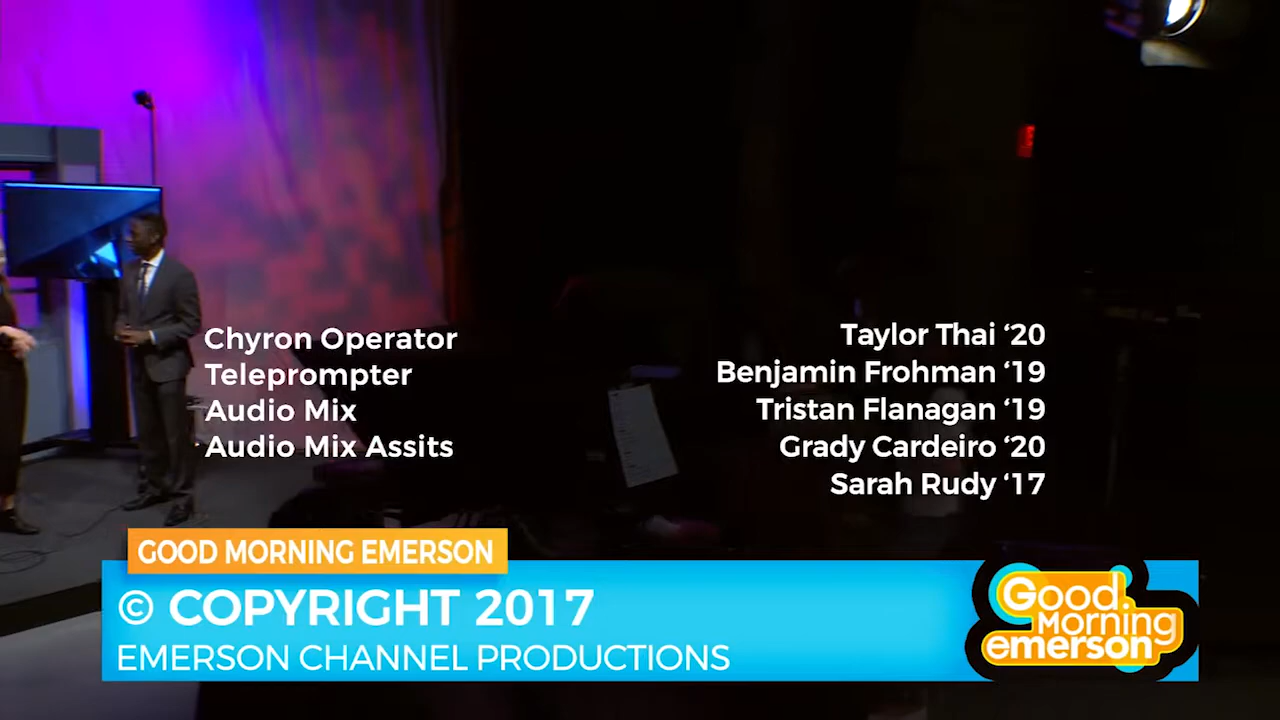 Chyron Operator
Teleprompter
Audio Mix
Audio Mix Assits
Taylor Thai ‘20
Benjamin Frohman ‘19
Tristan Flanagan ‘19
Grady Cardeiro ‘20
Sarah Rudy ‘17
GOOD MORNING EMERSON
© COPYRIGHT 2017
EMERSON CHANNEL PRODUCTIONS
Good.
Morning
emerson